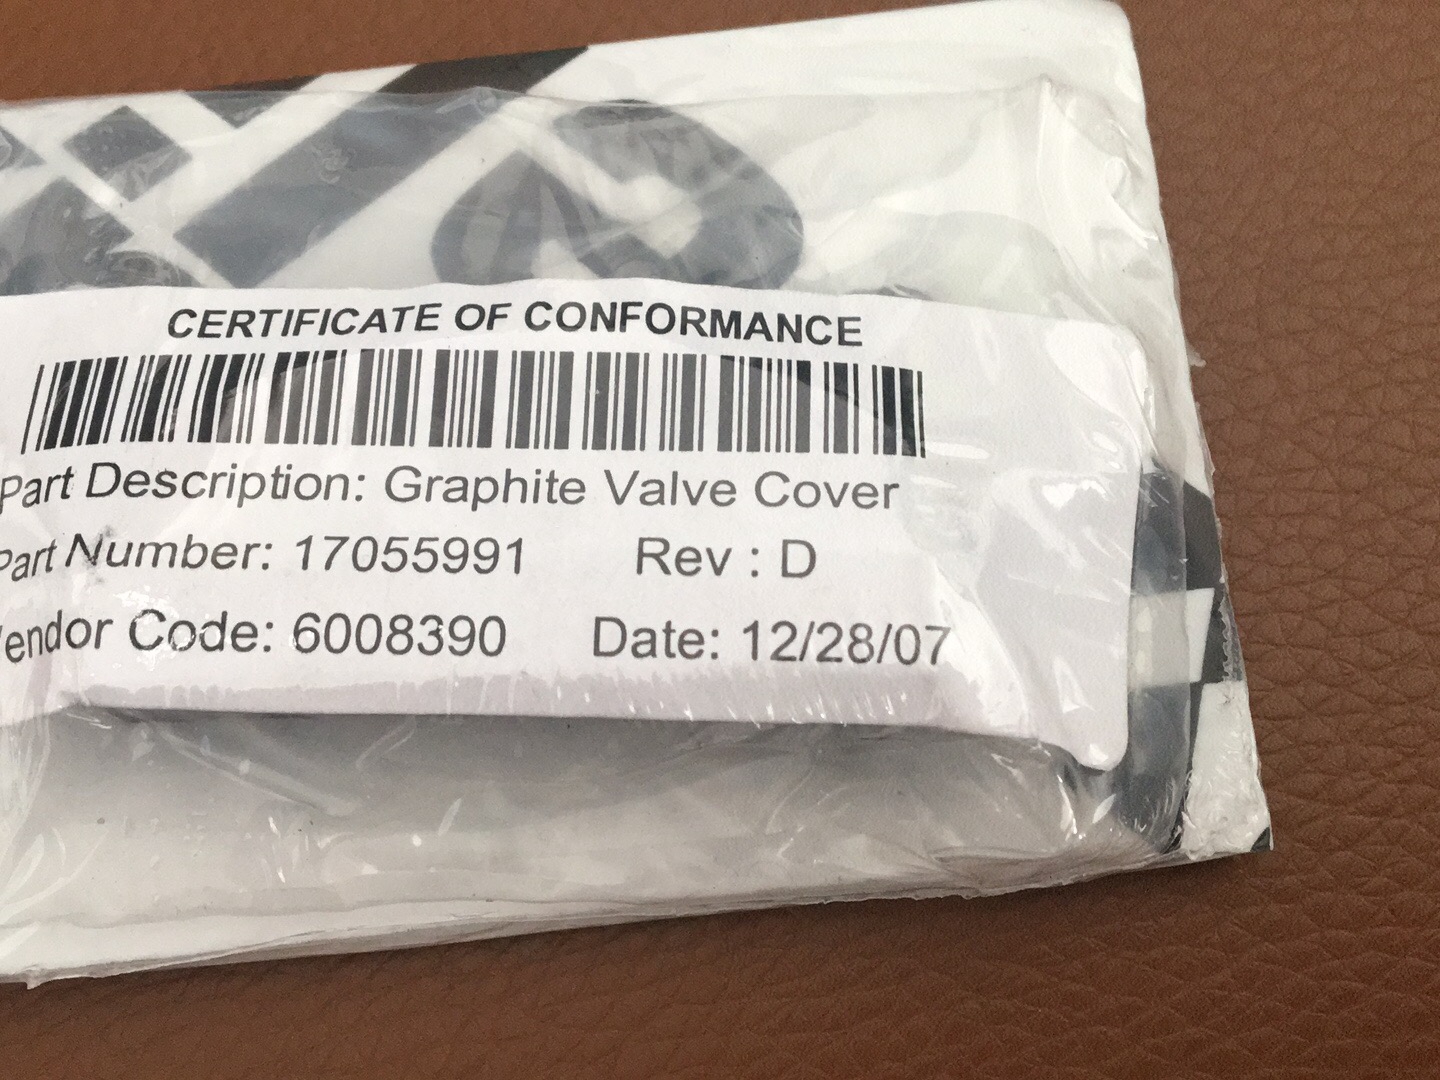 CERTIFICATE OF CONFORMANCE
Part Description: Graphite Valve Cover
Part Number: 17055991 Rev : D
Vendor Code: 6008390 Date: 12/28/07